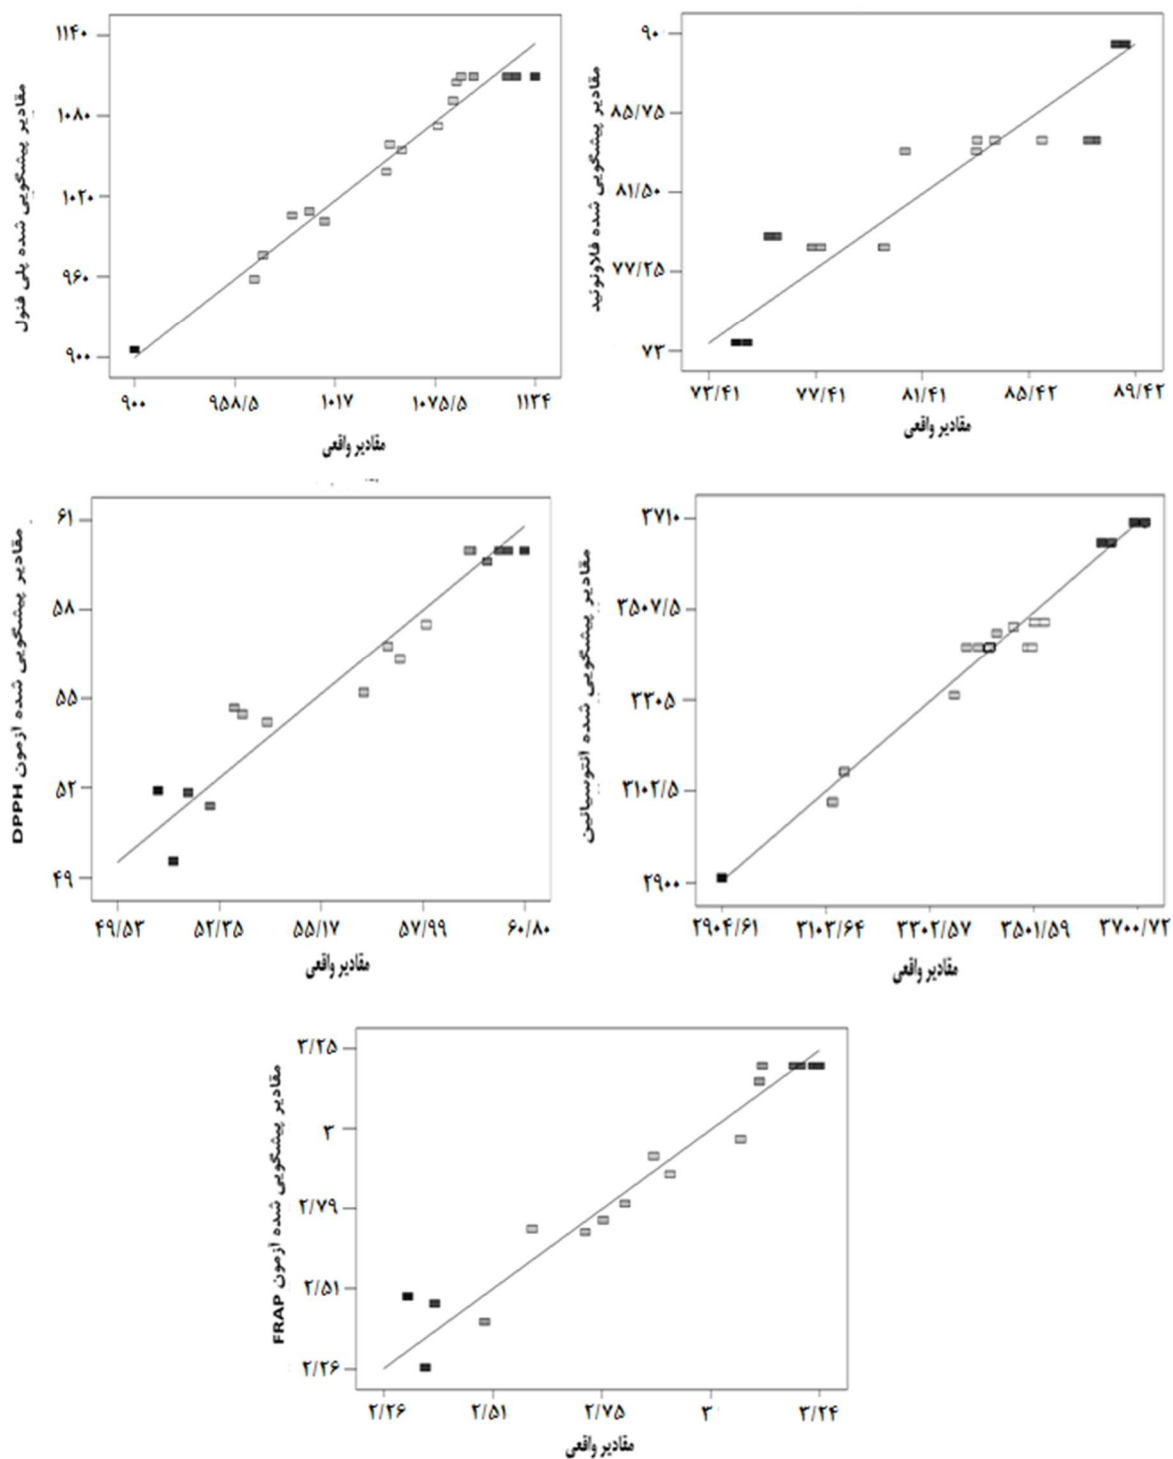 مقادیر پیشگویی شده پلی فنول
۱۱۴۰
۱۰۸۰
۱۰۲۰
۹۶۰
۹۰۰
۹۰۰ ۹۵۸/۵ ۱۰۱۷ ۱۰۷۵/۵ ۱۱۳۴
مقادیر واقعی
مقادیر پیشگویی شده فلاونوئید
۹۰
۸۵/۷۵
۸۱/۵۰
۷۷/۲۵
۷۳
۷۳/۴۱ ۷۷/۴۱ ۸۱/۴۱ ۸۵/۴۲ ۸۹/۴۲
مقادیر واقعی
مقادیر پیشگویی شده آزمون DPPH
۶۱
۵۸
۵۵
۵۲
۴۹
۴۹/۵۳ ۵۲/۳۵ ۵۵/۱۷ ۵۷/۹۹ ۶۰/۸۰
مقادیر واقعی
مقادیر پیشگویی شده آنتوسیانین
۳۷۱۰
۳۵۰۷/۵
۳۳۰۵
۳۱۰۲/۵
۲۹۰۰
۲۹۰۴/۶۱ ۳۱۰۳/۶۴ ۳۳۰۲/۵۷ ۳۵۰۱/۵۹ ۳۷۰۰/۷۲
مقادیر واقعی
مقادیر پیشگویی شده آزمون FRAP
۳/۲۵
۳
۲/۷۹
۲/۵۱
۲/۲۶
۲/۲۶ ۲/۵۱ ۲/۷۵ ۳ ۳/۲۴
مقادیر واقعی